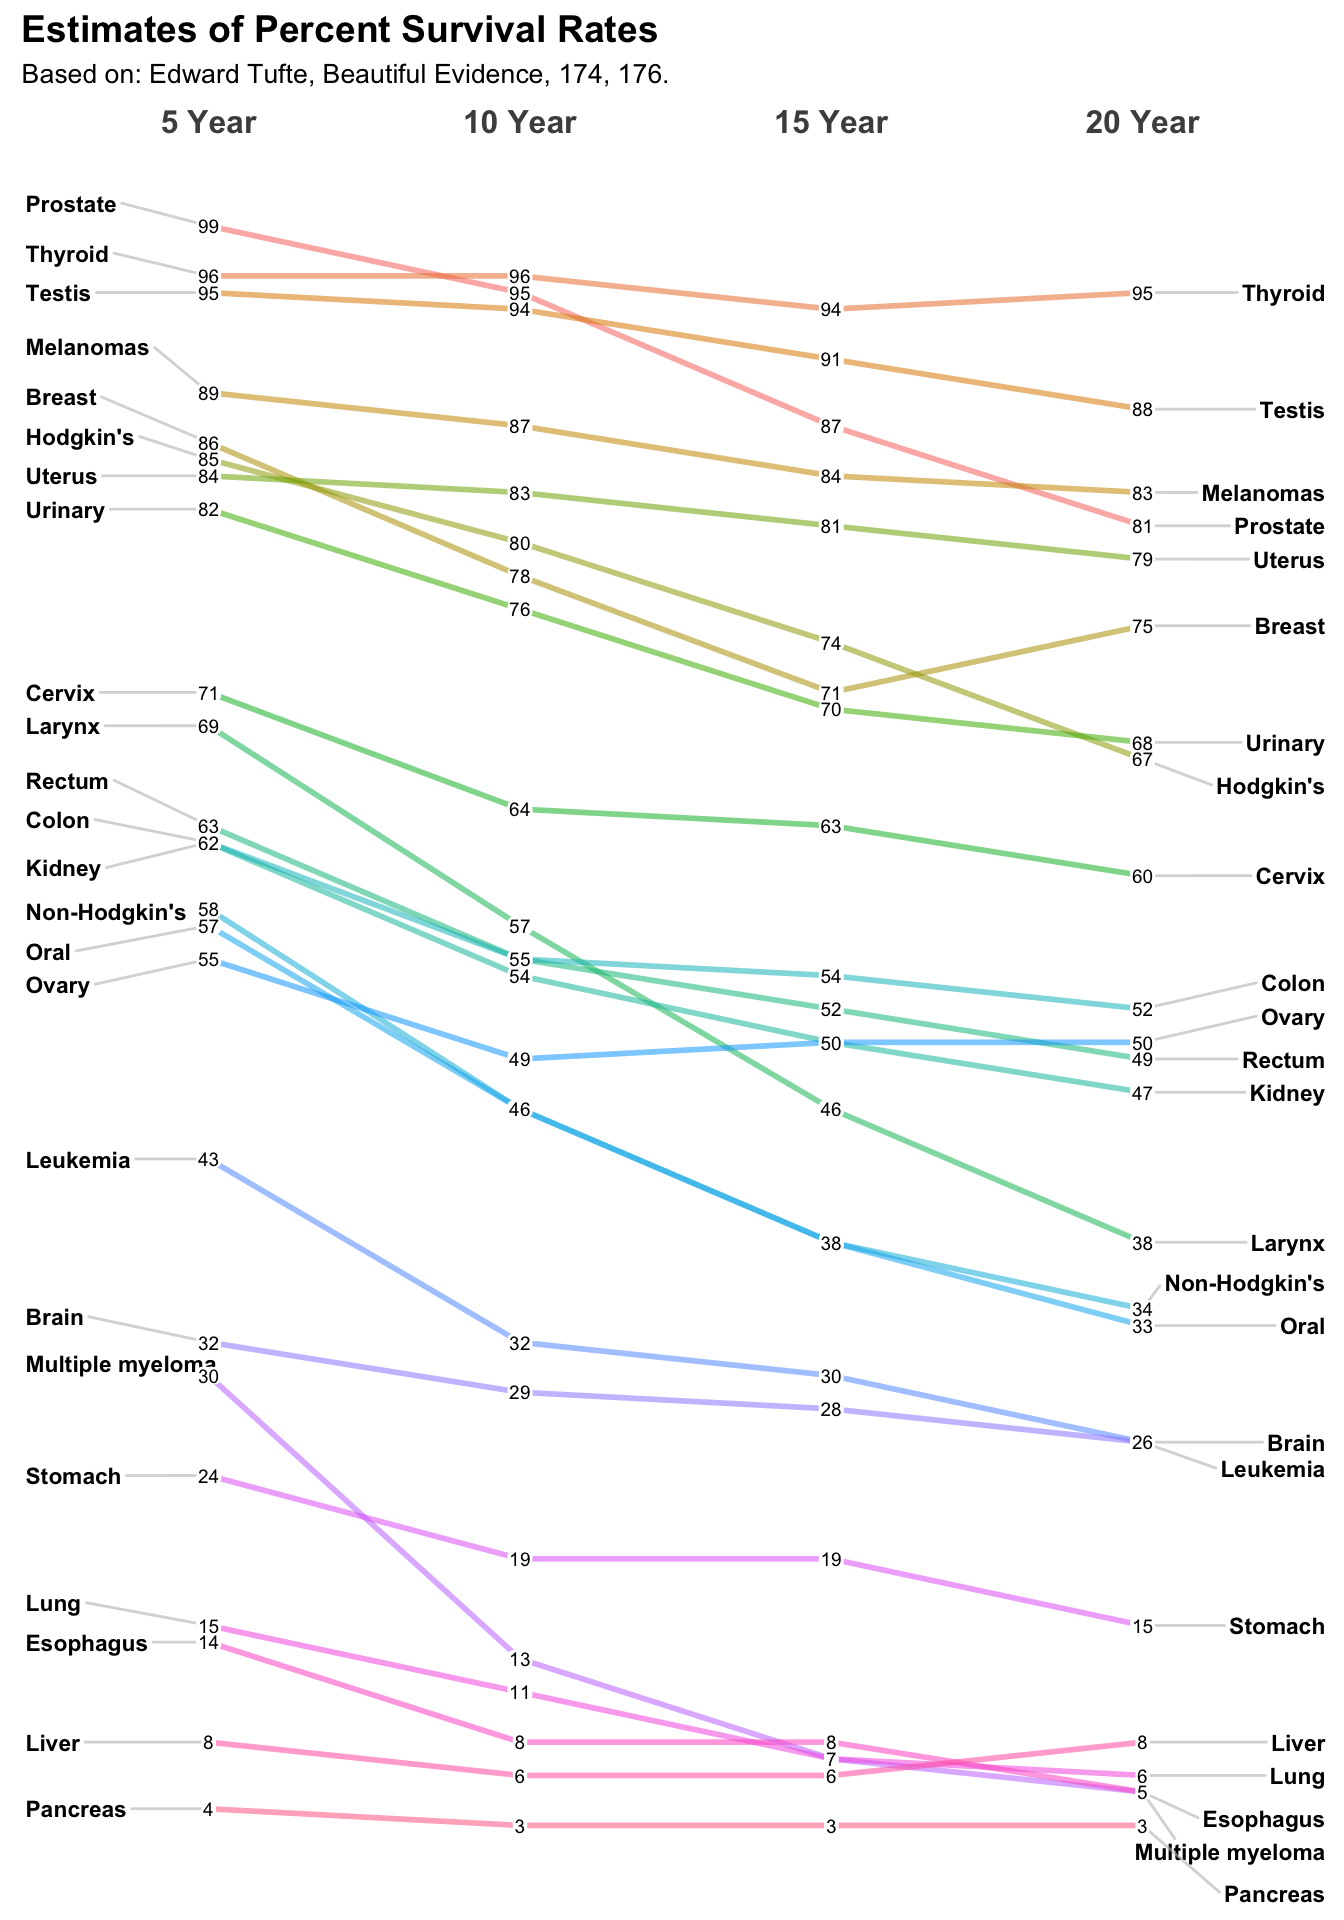 Estimates of Percent Survival Rates
Based on: Edward Tufte, Beautiful Evidence, 174, 176.
5 Year 10 Year 15 Year 20 Year
Prostate
99
Thyroid
96 96
Testis 95 95 95 Thyroid
94 94
Melanomas
91
89
Breast
88 Testis
87 87
Hodgkin's
86
85
Uterus 84 84
83 83 Melanomas
Urinary 82
81 81 Prostate
80
79 Uterus
78
76
75 Breast
74
Cervix 71 71
70
Larynx 69
68 Urinary
67
Rectum
Hodgkin's
64
Colon
63 63
62
Kidney
60 Cervix
Non-Hodgkin's 58
57 57
Oral
Ovary
55 55
54 54
Colon
52 52
Ovary
50 50
49 49 Rectum
47 Kidney
46 46
Leukemia 43
38 38 Larynx
Non-Hodgkin's
34
Brain
33 Oral
32 32
Multiple myeloma
30 30
29
28
26 Brain
Leukemia
Stomach 24
19 19
Lung
15 15 Stomach
Esophagus 14
13
11
Liver 8 8 8 8 Liver
7
6 6 6 Lung
5
Pancreas 4
Esophagus
3 3 3
Multiple myeloma
Pancreas